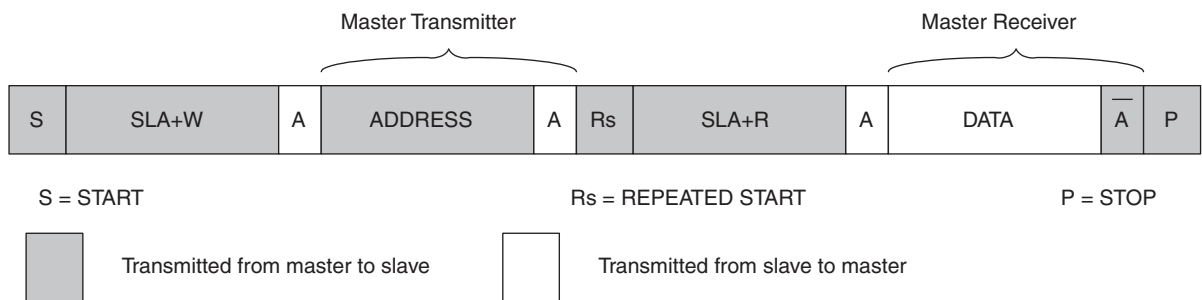 Master Transmitter Master Receiver
S SLA+W A ADDRESS A Rs SLA+R A DATA A̅ P
S = START Rs = REPEATED START P = STOP
Transmitted from master to slave Transmitted from slave to master